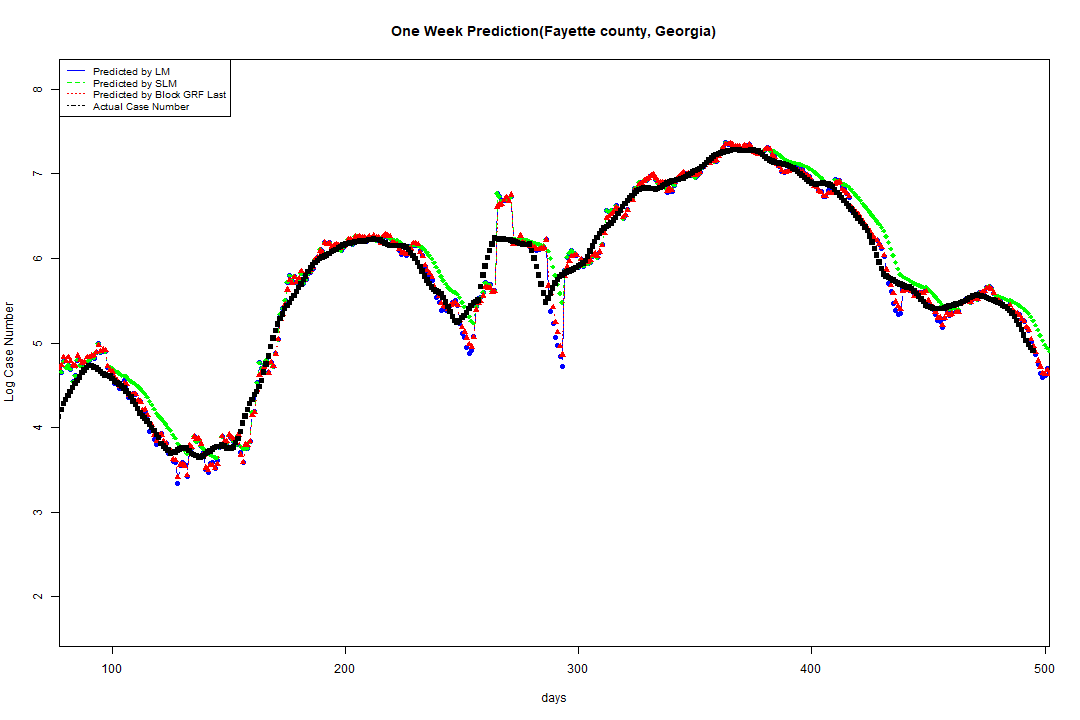 One Week Prediction(Fayette county, Georgia)
Predicted by LM
Predicted by SLM
Predicted by Block GRF Last
Actual Case Number
8
7
6
5
4
3
2
Log Case Number
100 200 300 400 500
days